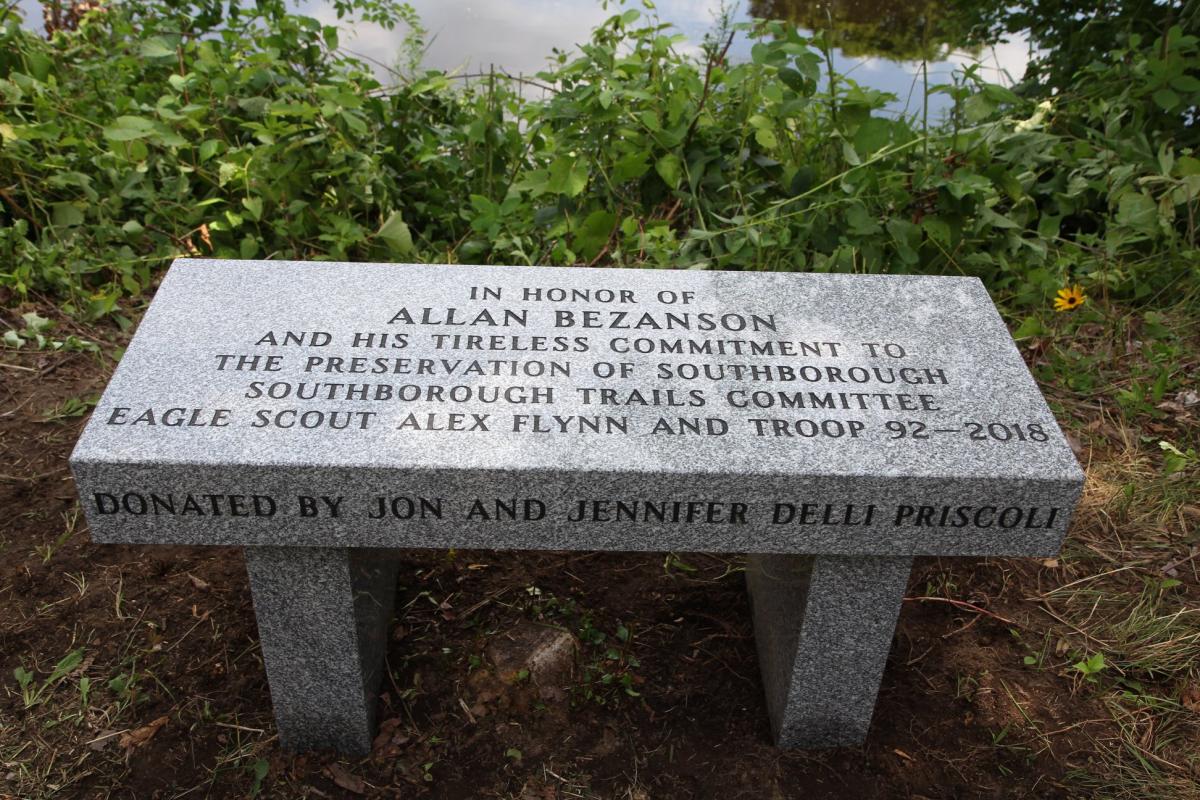 IN HONOR OF
ALLAN BEZANSON
AND HIS TIRELESS COMMITMENT TO
THE PRESERVATION OF SOUTHBOROUGH
SOUTHBOROUGH TRAILS COMMITTEE
EAGLE SCOUT ALEX FLYNN AND TROOP 92-2018
DONATED BY JON AND JENNIFER DELLI PRISCOLI